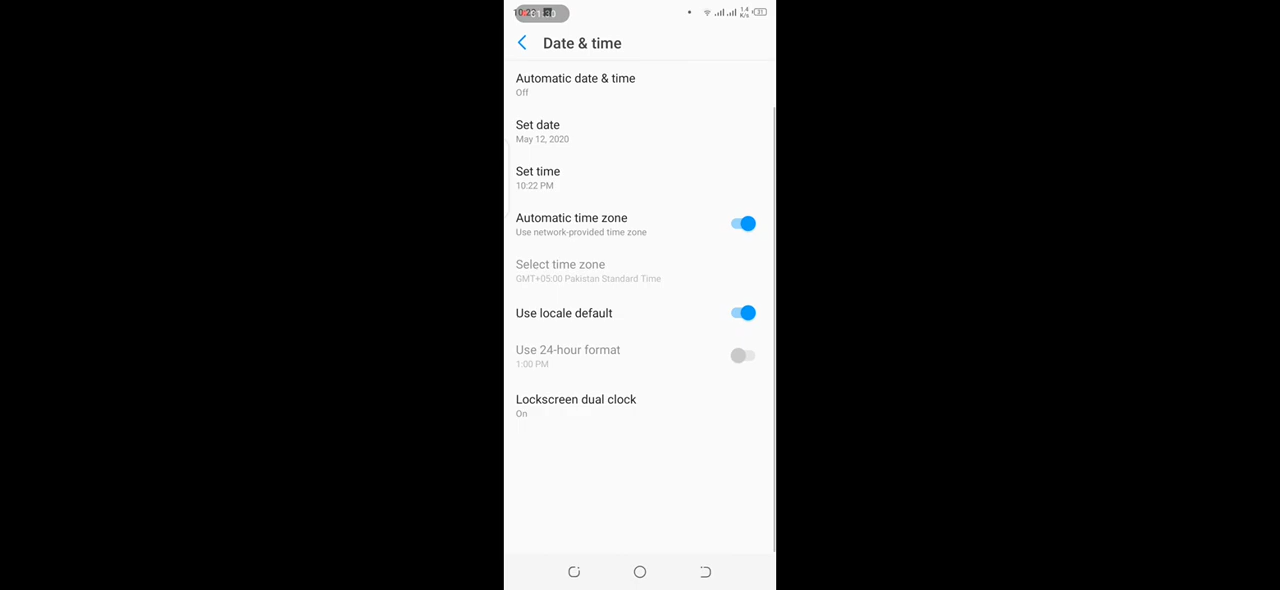 Date & time
Automatic date & time
Off
Set date
May 12, 2020
Set time
10:22 PM
Automatic time zone
Use network-provided time zone
Select time zone
GMT+05:00 Pakistan Standard Time
Use locale default
Use 24-hour format
1:00 PM
Lockscreen dual clock
On